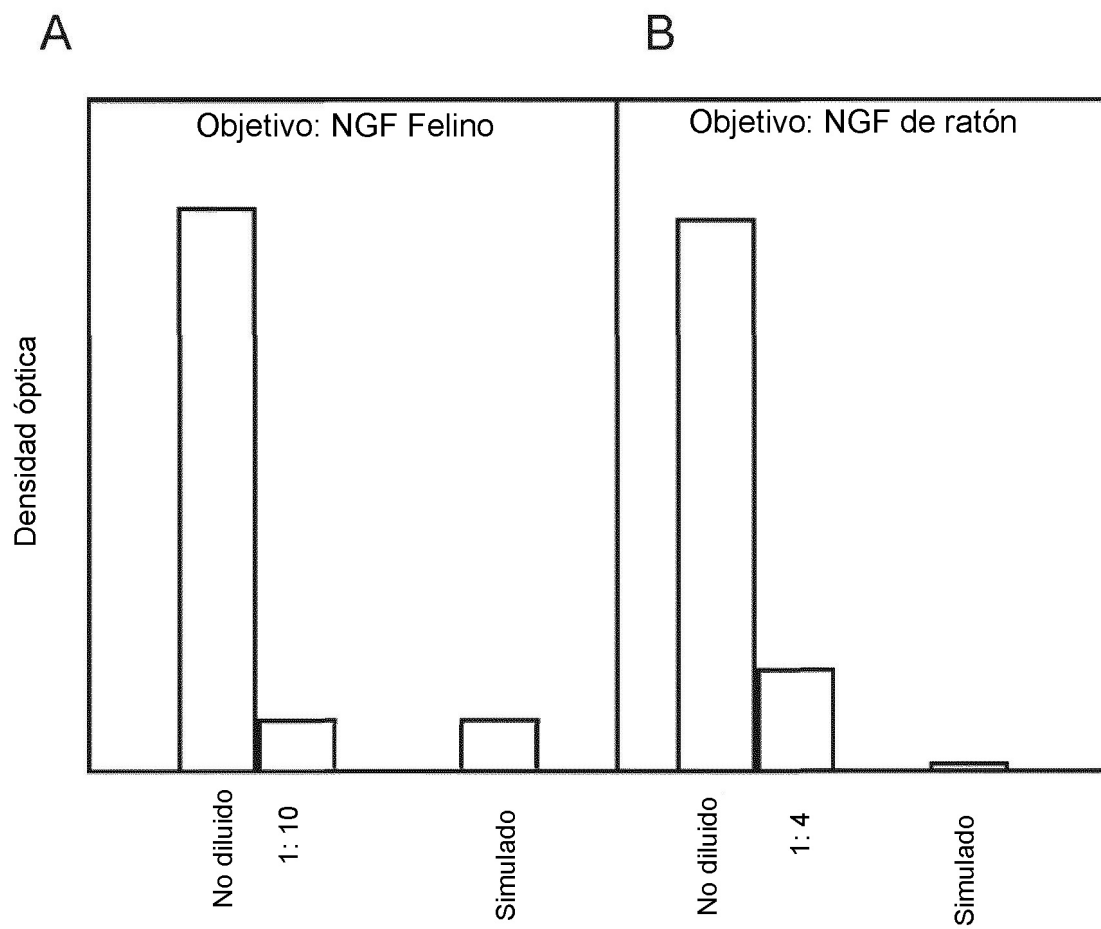 A
B
Objetivo: NGF Felino
Objetivo: NGF de ratón
Densidad óptica
No diluido
1: 10
Simulado
No diluido
1: 4
Simulado